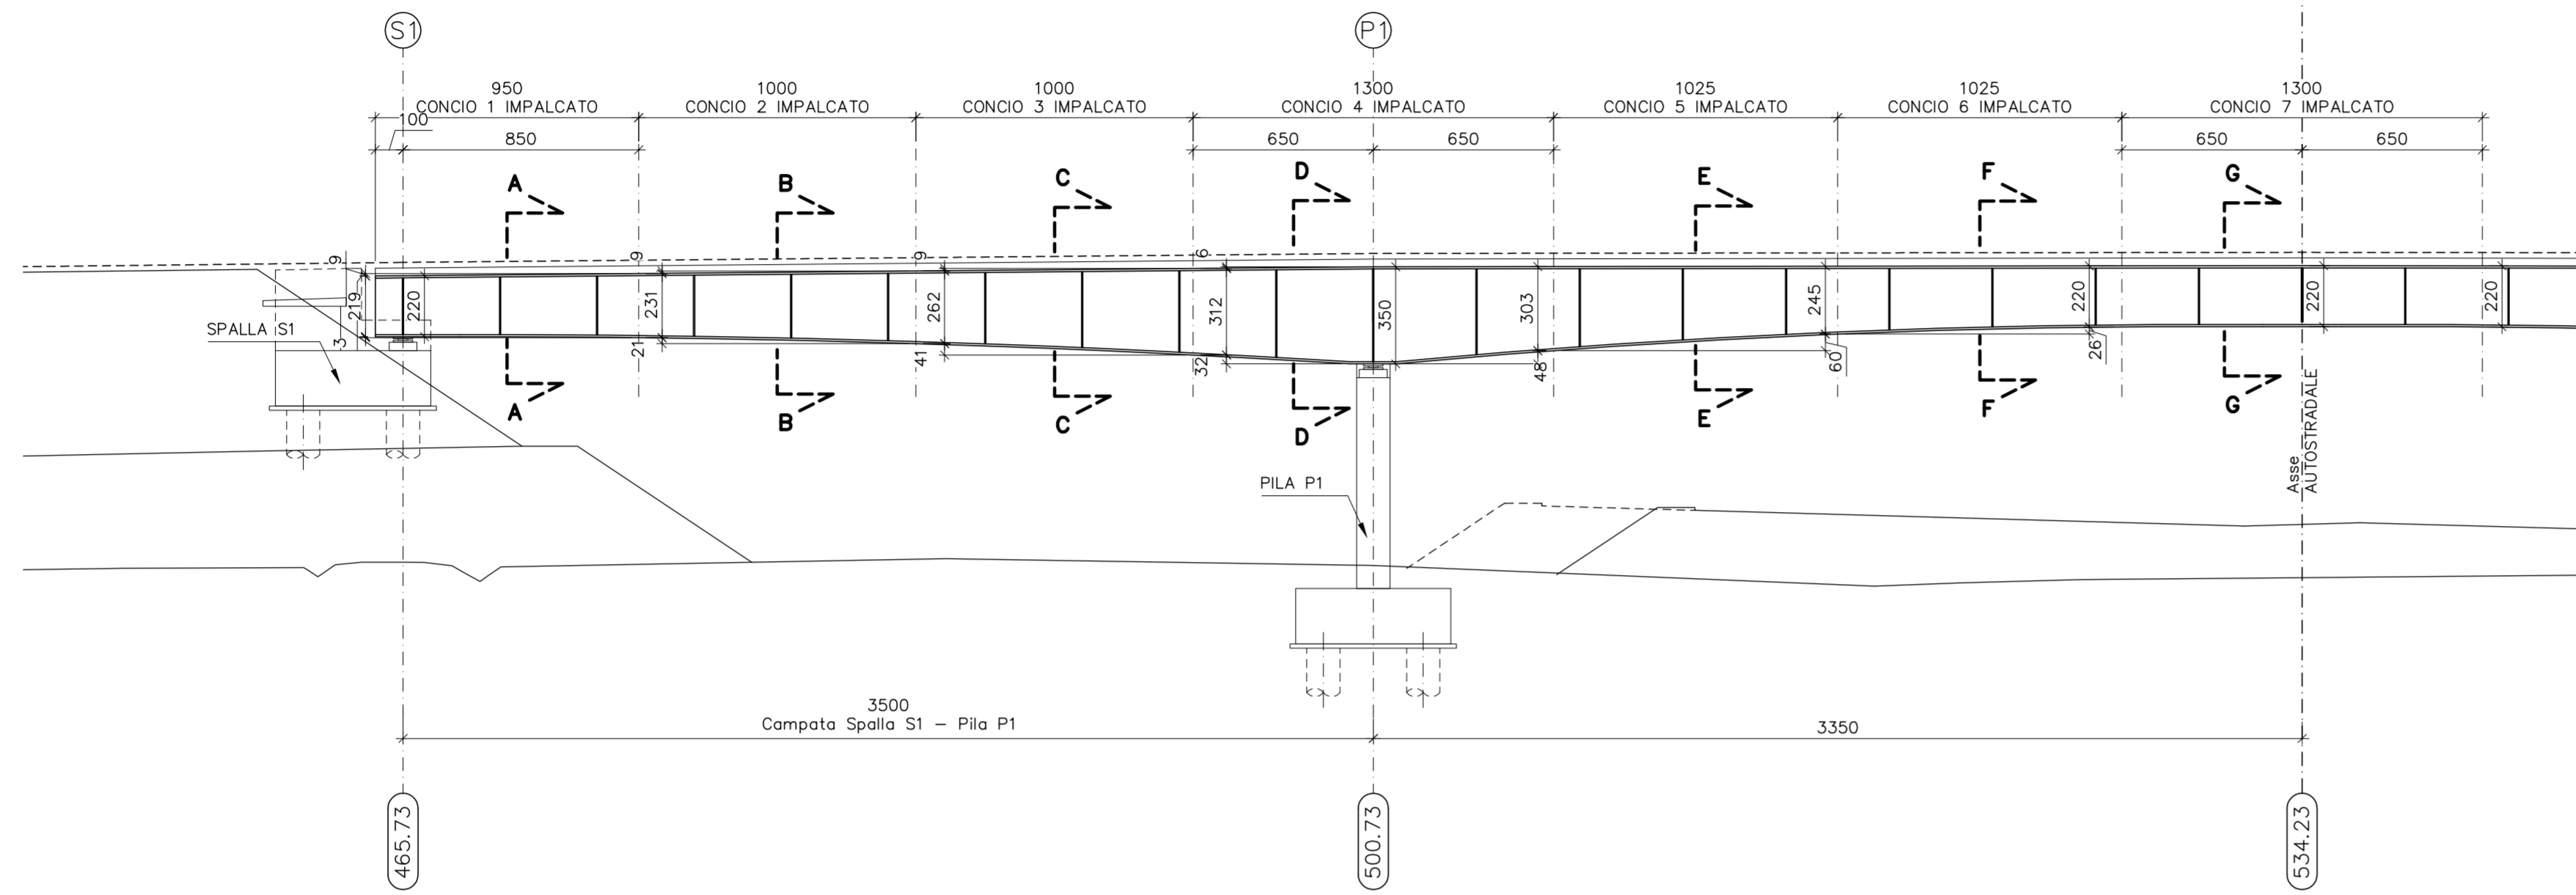 S1
P1
950
CONCIO 1 IMPALCATO
1000
CONCIO 2 IMPALCATO
1000
CONCIO 3 IMPALCATO
1300
CONCIO 4 IMPALCATO
1025
CONCIO 5 IMPALCATO
1025
CONCIO 6 IMPALCATO
1300
CONCIO 7 IMPALCATO
100
850
650
650
650
650
A
B
C
D
E
F
G
9
9
9
6
219
220
231
262
312
350
303
245
220
220
220
3
21
41
32
48
60
26
SPALLA S1
A
B
C
D
E
F
G
Asse
AUTOSTRADALE
PILA P1
3500
Campata Spalla S1 – Pila P1
3350
465.73
500.73
534.23